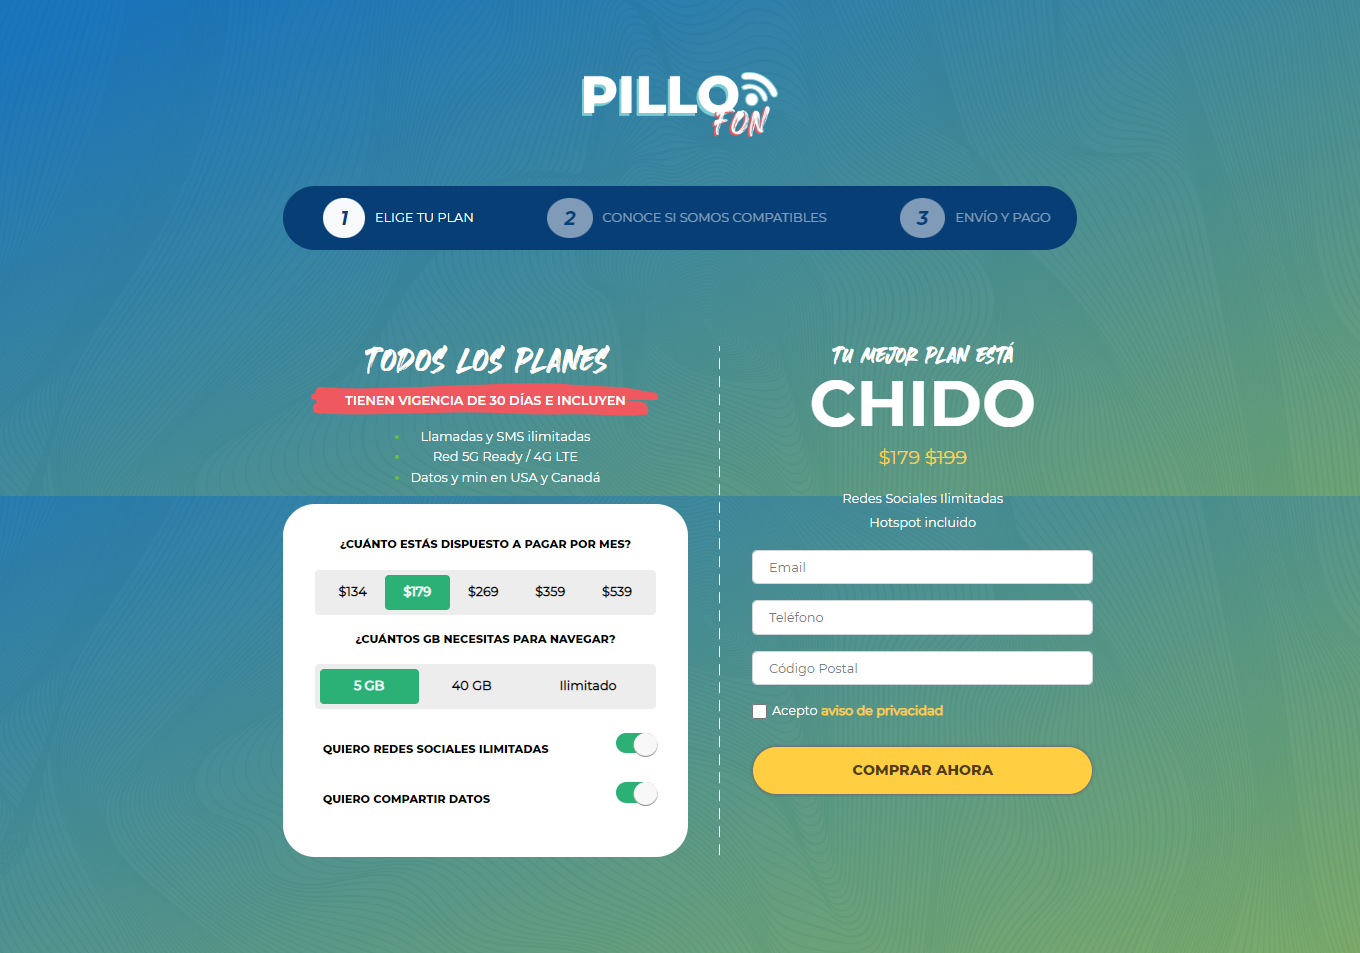 PILLO
FON
1 ELIGE TU PLAN
2 CONOCE SI SOMOS COMPATIBLES
3 ENVÍO Y PAGO
TODOS LOS PLANES
TIENEN VIGENCIA DE 30 DÍAS E INCLUYEN
Llamadas y SMS ilimitadas
Red 5G Ready / 4G LTE
Datos y min en USA y Canadá
¿CUÁNTO ESTÁS DISPUESTO A PAGAR POR MES?
$134 $179 $269 $359 $539
¿CUÁNTOS GB NECESITAS PARA NAVEGAR?
5 GB 40 GB Ilimitado
QUIERO REDES SOCIALES ILIMITADAS
QUIERO COMPARTIR DATOS
TU MEJOR PLAN ESTÁ
CHIDO
$179 $199
Redes Sociales Ilimitadas
Hotspot incluido
Email
Teléfono
Código Postal
Acepto aviso de privacidad
COMPRAR AHORA